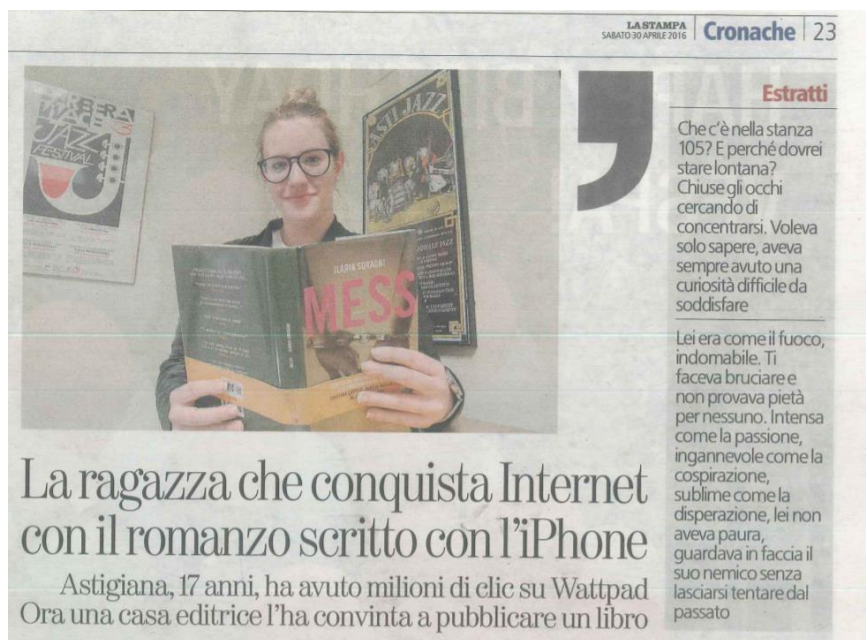 LA STAMPA
SABATO 30 APRILE 2016
Cronache
23
BARBERA
JAZZ
FESTIVAL
ASTI JAZZ
ILARIA SORAGNI
MESS
La ragazza che conquista Internet
con il romanzo scritto con l'iPhone
Astigiana, 17 anni, ha avuto milioni di clic su Wattpad
Ora una casa editrice l'ha convinta a pubblicare un libro
Estratti
Che c'è nella stanza
105? E perché dovrei
stare lontana?
Chiuse gli occhi
cercando di
concentrarsi. Voleva
solo sapere, aveva
sempre avuto una
curiosità difficile da
soddisfare
Lei era come il fuoco,
indomabile. Ti
faceva bruciare e
non provava pietà
per nessuno. Intensa
come la passione,
ingannevole come la
cospirazione,
sublime come la
disperazione, lei non
aveva paura,
guardava in faccia il
suo nemico senza
lasciarsi tentare dal
passato